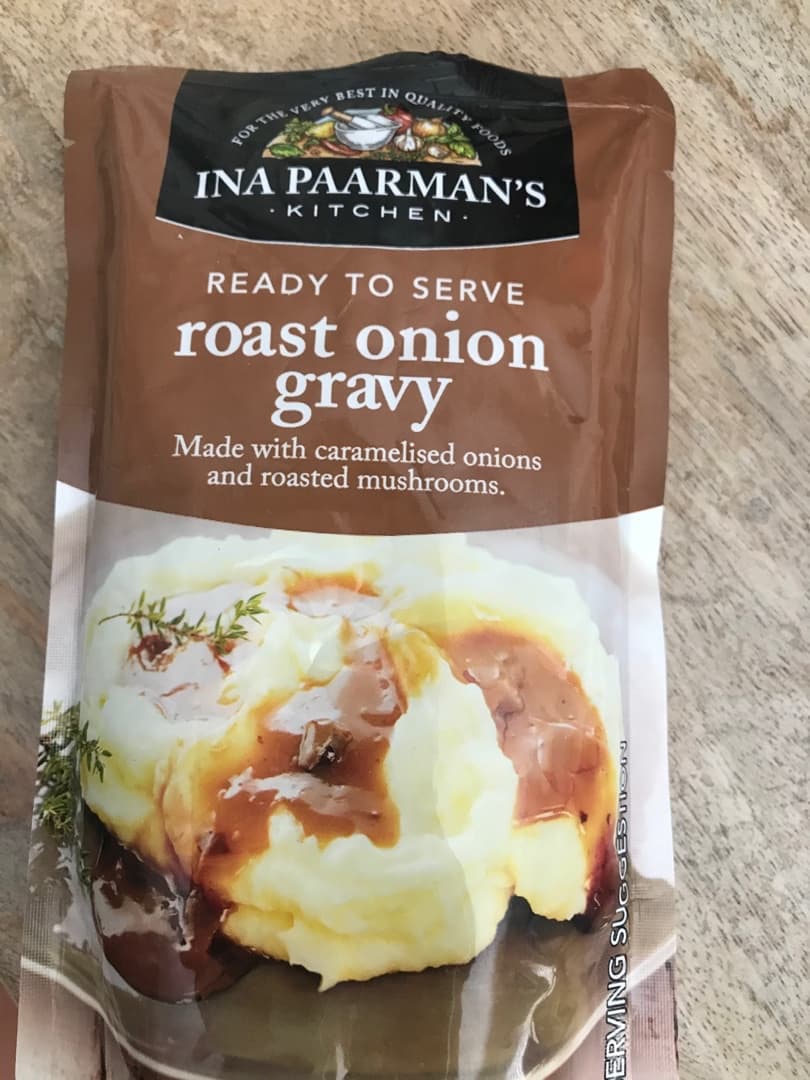 FOR THE VERY BEST IN QUALITY FOODS
INA PAARMAN'S
· KITCHEN ·
READY TO SERVE
roast onion
gravy
Made with caramelised onions
and roasted mushrooms.
ERVING SUGGESTION